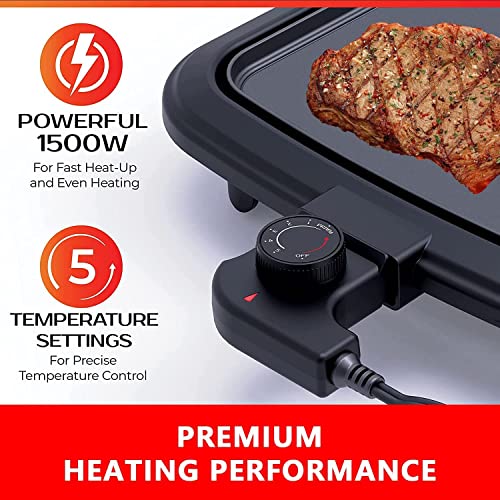 POWERFUL
1500W
For Fast Heat-Up
and Even Heating
WARM
OFF
5
TEMPERATURE
SETTINGS
For Precise
Temperature Control
PREMIUM
HEATING PERFORMANCE